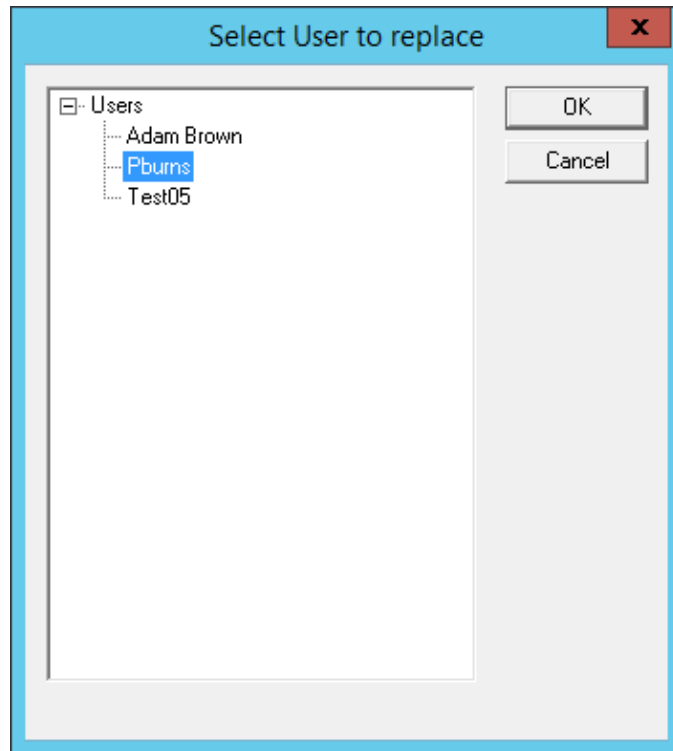 Select User to replace
x
Users
OK
Adam Brown
Pburns
Cancel
Test05